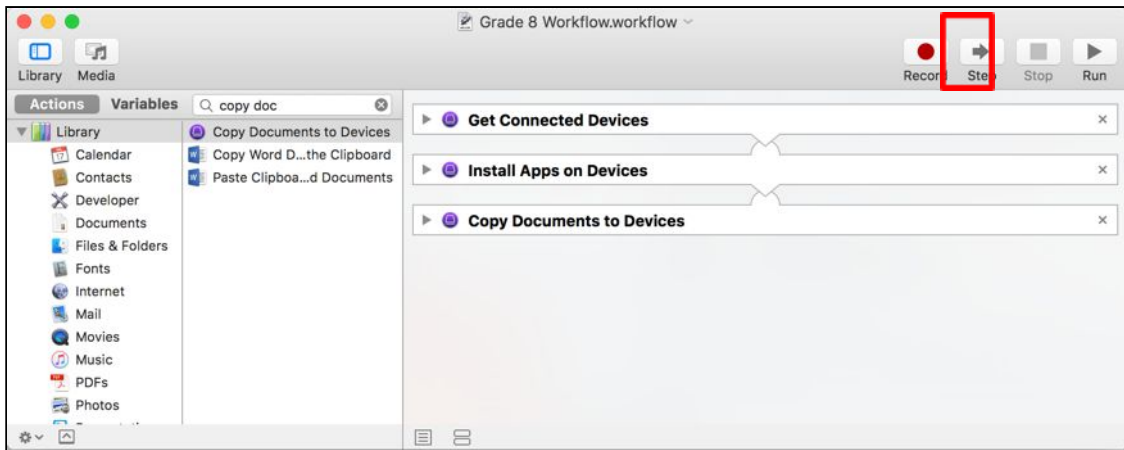 Grade 8 Workflow.workflow
Library Media
Record Step Stop Run
Actions Variables copy doc
Library
Calendar
Contacts
Developer
Documents
Files & Folders
Fonts
Internet
Mail
Movies
Music
PDFs
Photos
Copy Documents to Devices
Copy Word D...the Clipboard
Paste Clipboa...d Documents
Get Connected Devices
Install Apps on Devices
Copy Documents to Devices